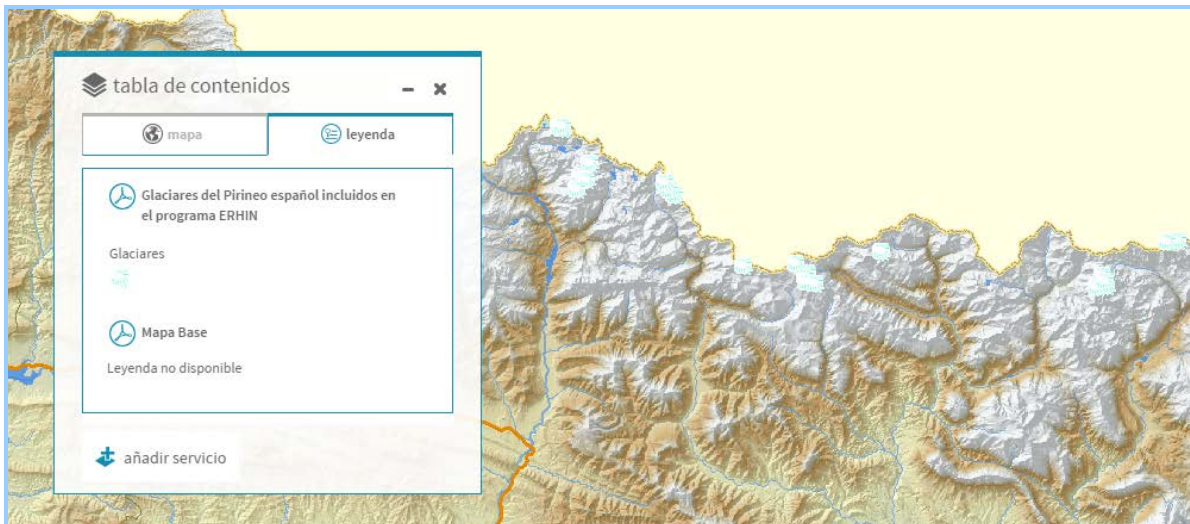 tabla de contenidos
mapa
leyenda
Glaciares del Pirineo español incluidos en
el programa ERHIN
Glaciares
Mapa Base
Leyenda no disponible
añadir servicio